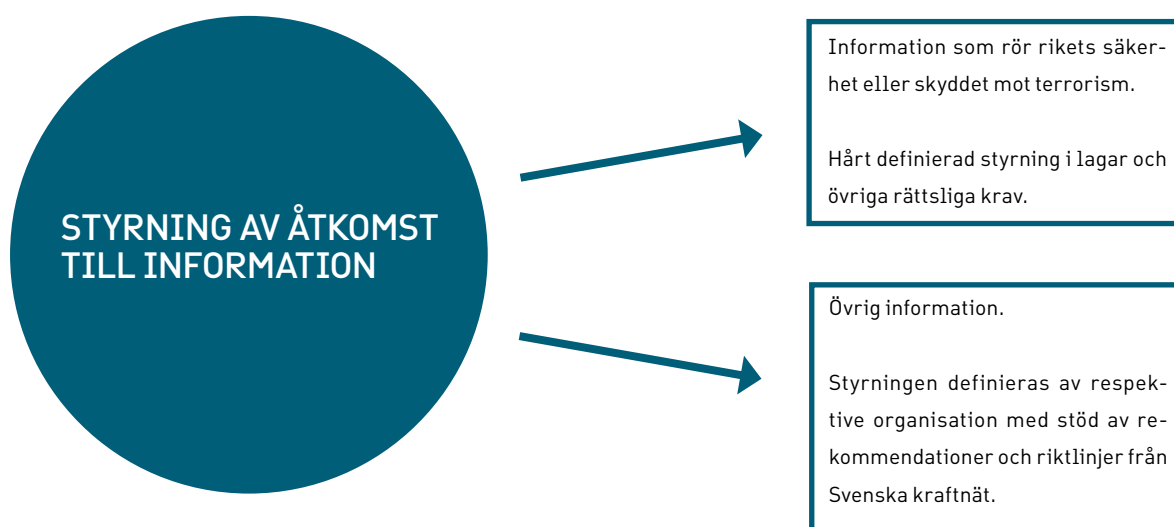 STYRNING AV ÅTKOMST
TILL INFORMATION
Information som rör rikets säker-
het eller skyddet mot terrorism.
Hårt definierad styrning i lagar och
övriga rättsliga krav.
Övrig information.
Styrningen definieras av respek-
tive organisation med stöd av re-
kommendationer och riktlinjer från
Svenska kraftnät.